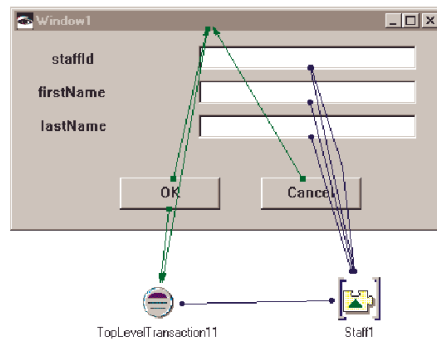 Window1
staffId
firstName
lastName
OK
Cancel
TopLevelTransaction11
Staff1